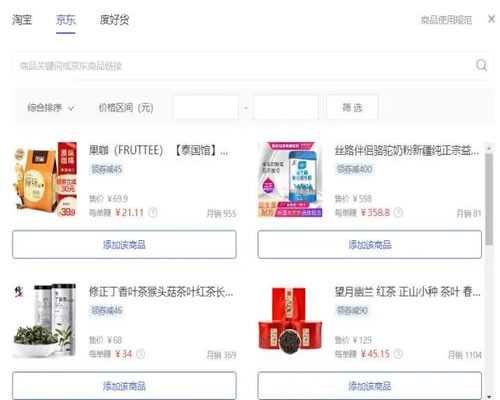 淘宝 京东 度好货 商品使用规范 X
商品关键词或京东商品链接
综合排序 价格区间（元） - 筛 选
果咖（FRUTTEE）【泰国馆】...
领券减45
售价 ￥69.9
每单赚 ￥21.11 ? 月销 955
添加该商品
丝路伴侣骆驼奶粉新疆纯正宗益...
领券减400
售价 ￥598
每单赚 ￥358.8 ? 月销 81
添加该商品
修正丁香叶茶猴头菇茶叶红茶长...
领券减46
售价 ￥68
每单赚 ￥34 ? 月销 369
添加该商品
望月幽兰 红茶 正山小种 茶叶 春...
领券减90
售价 ￥129
每单赚 ￥45.15 ? 月销 1104
添加该商品